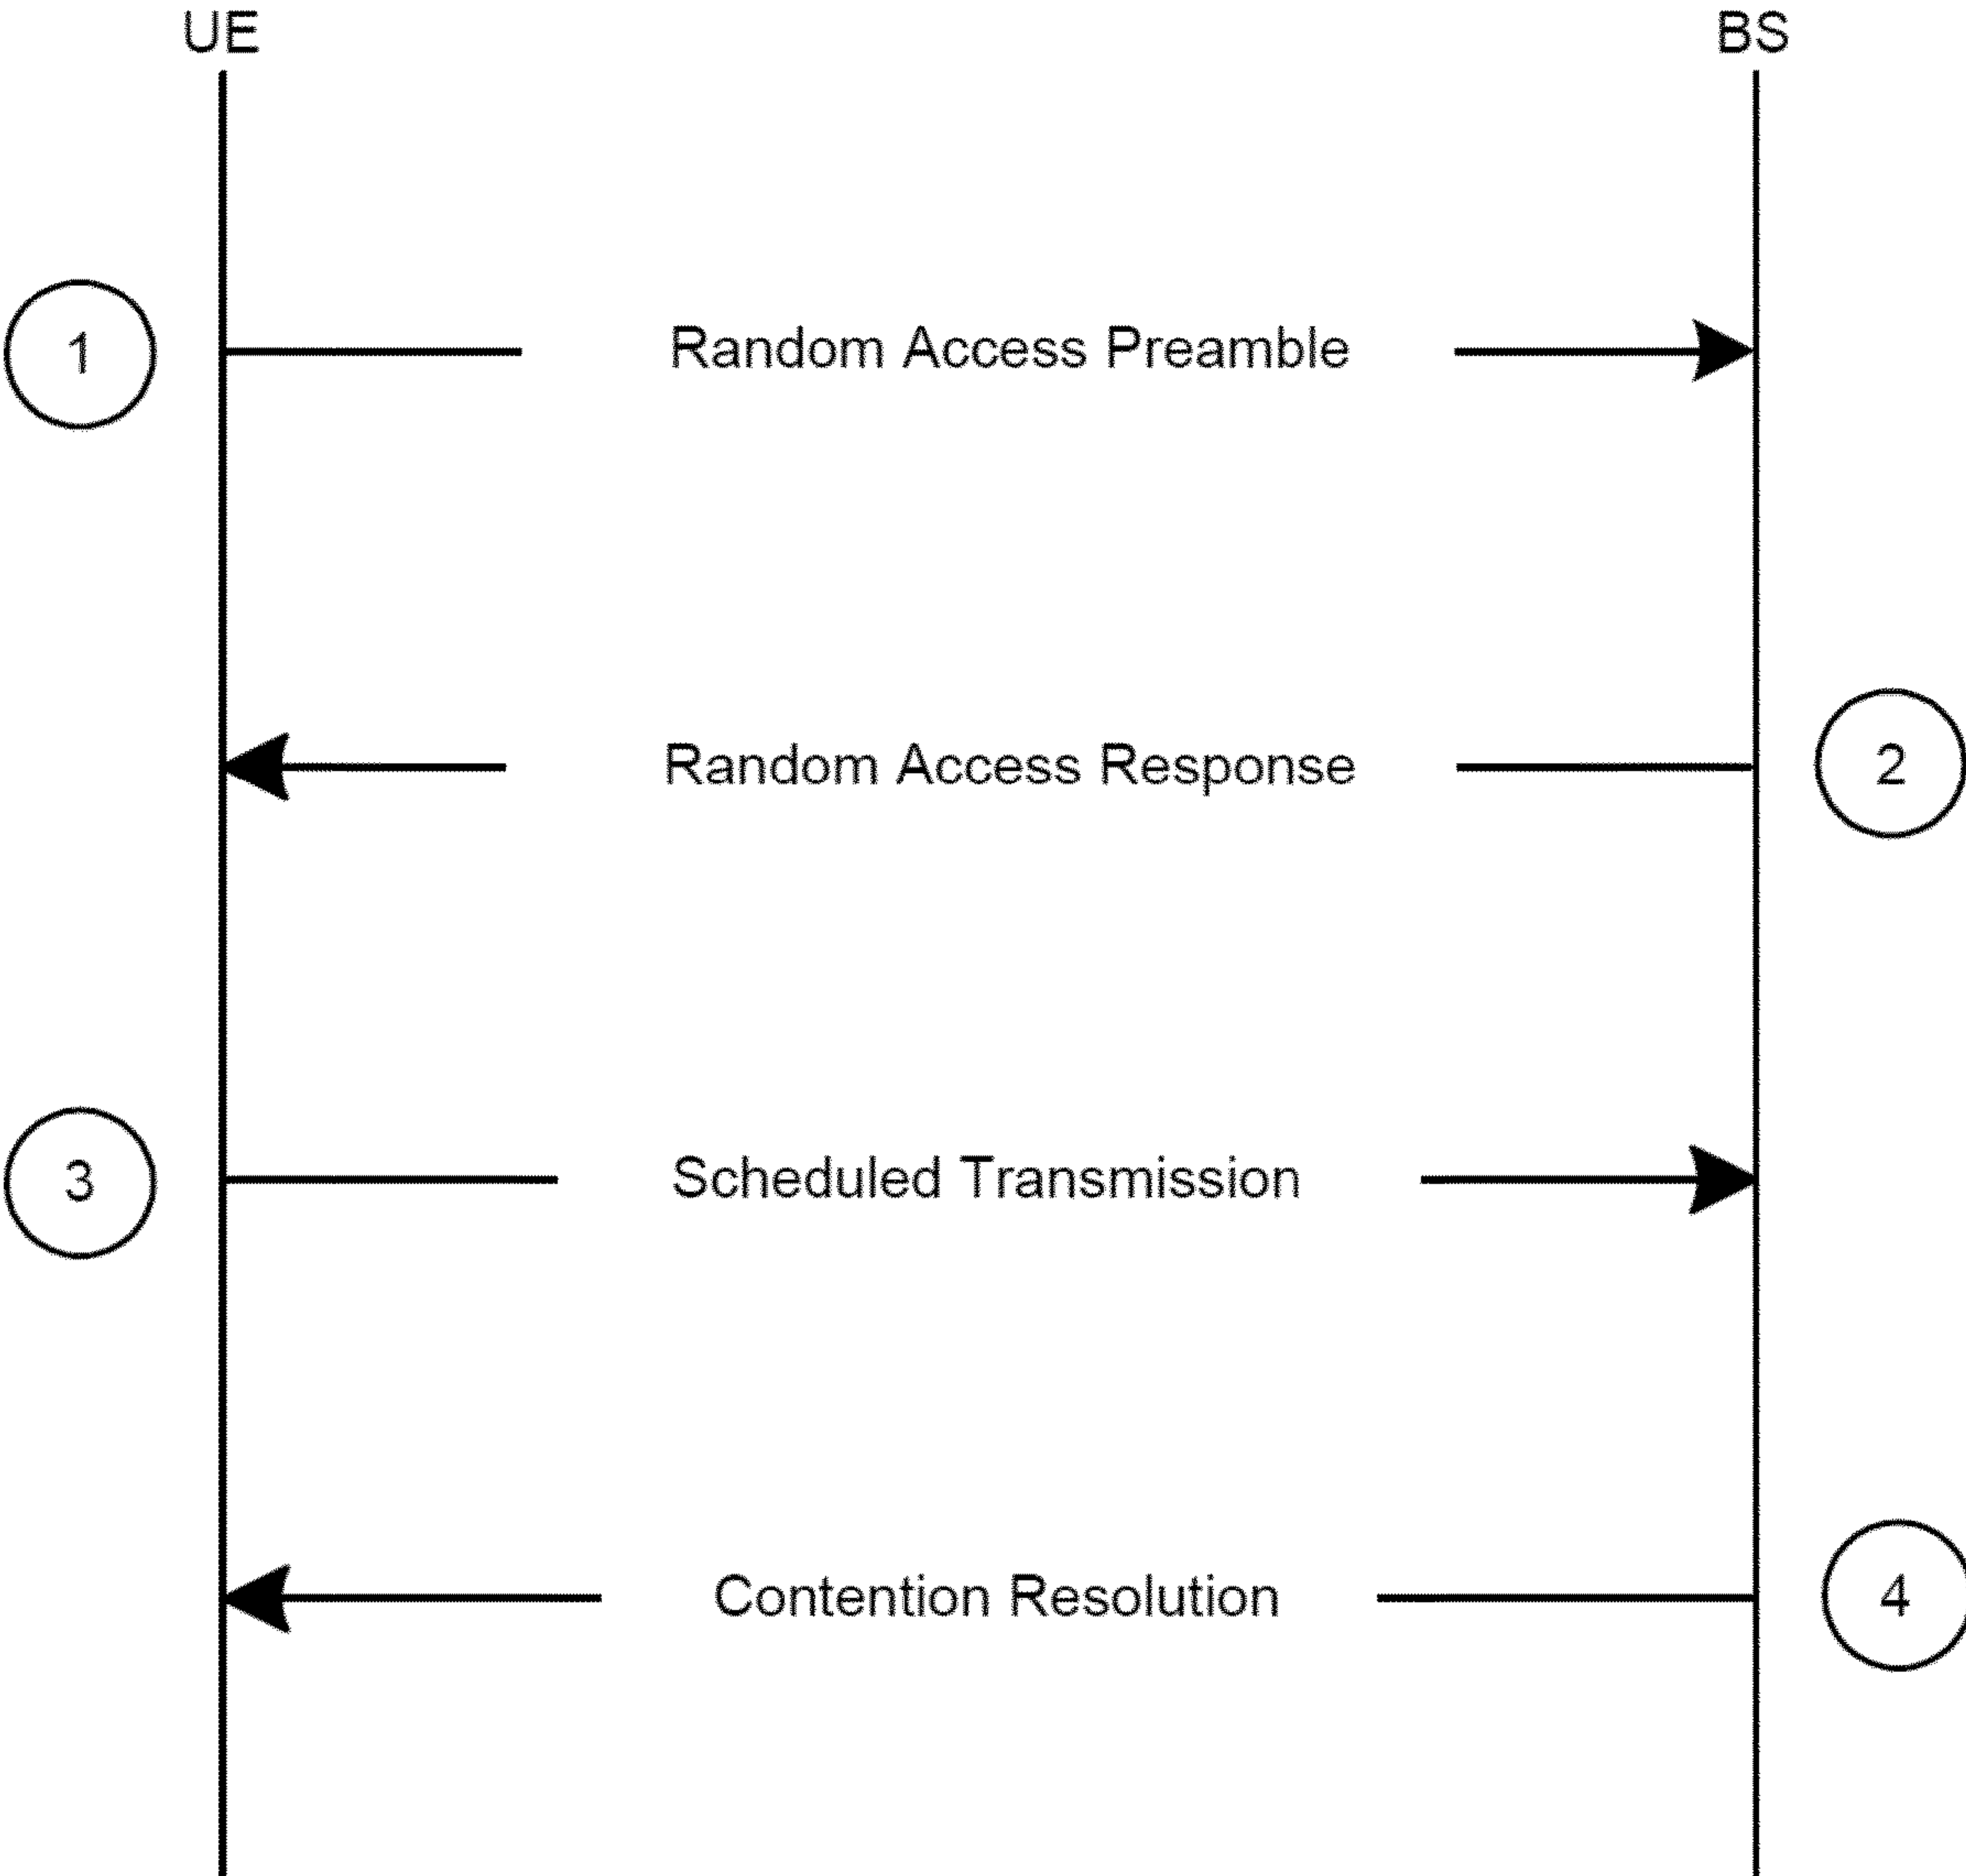 UE
BS
1
Random Access Preamble
Random Access Response
2
3
Scheduled Transmission
Contention Resolution
4